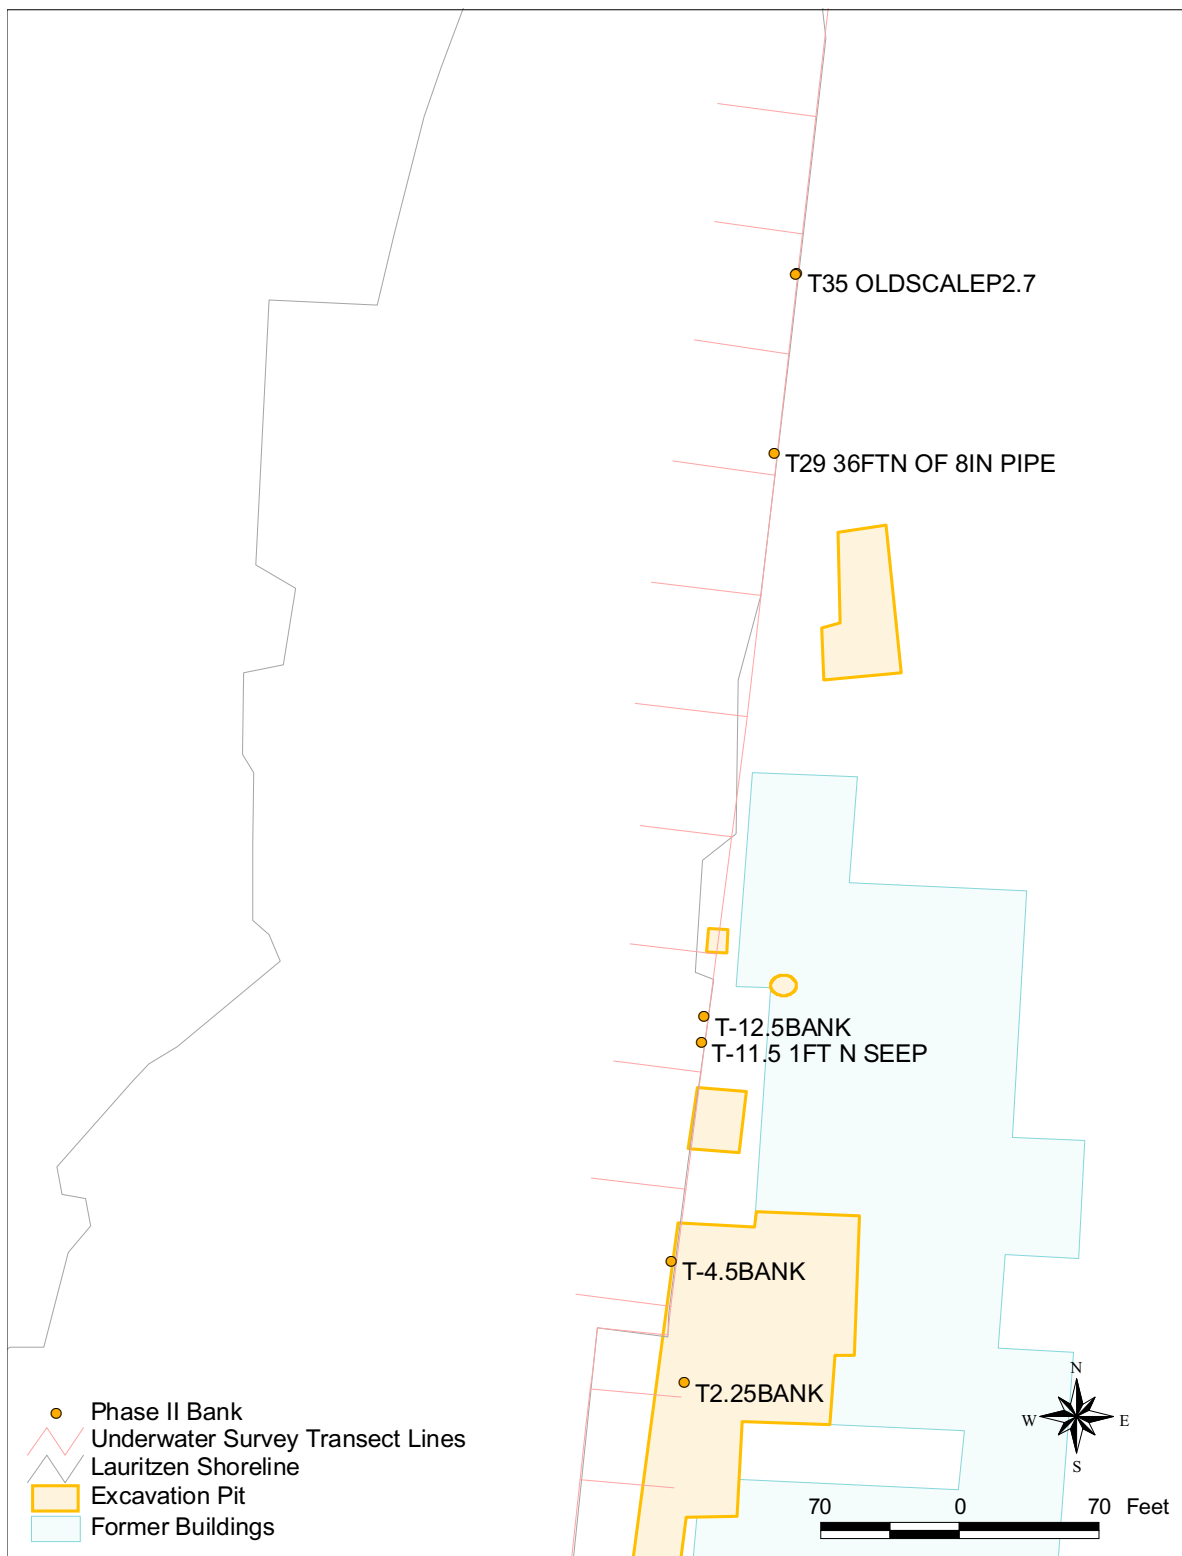 T35 OLDSCALEP2.7
T29 36FTN OF 8IN PIPE
T-12.5BANK
T-11.5 1FT N SEEP
T-4.5BANK
T2.25BANK
Phase II Bank
Underwater Survey Transect Lines
Lauritzen Shoreline
Excavation Pit
Former Buildings
N
W E
S
70 0 70 Feet